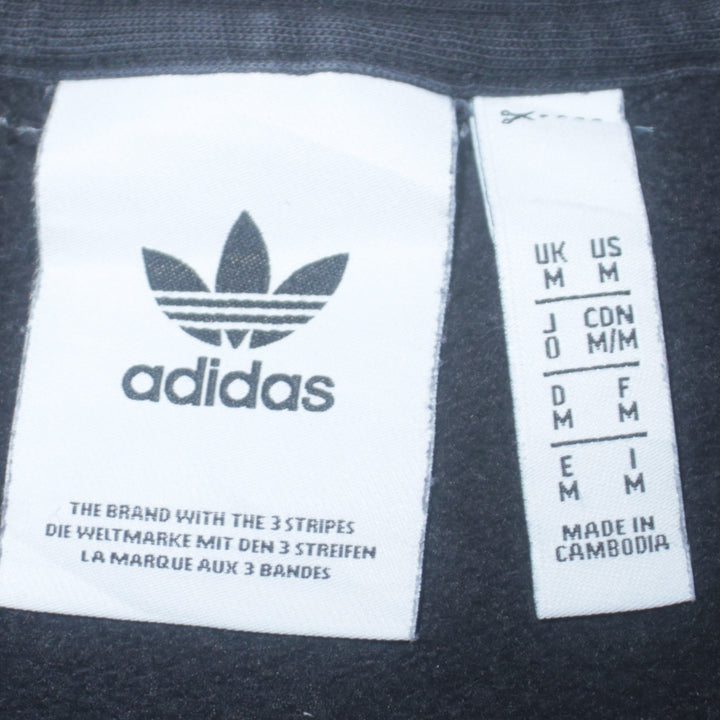 adidas
THE BRAND WITH THE 3 STRIPES
DIE WELTMARKE MIT DEN 3 STREIFEN
LA MARQUE AUX 3 BANDES
UK US
M M
J CDN
O M/M
D F
M M
E I
M M
MADE IN
CAMBODIA